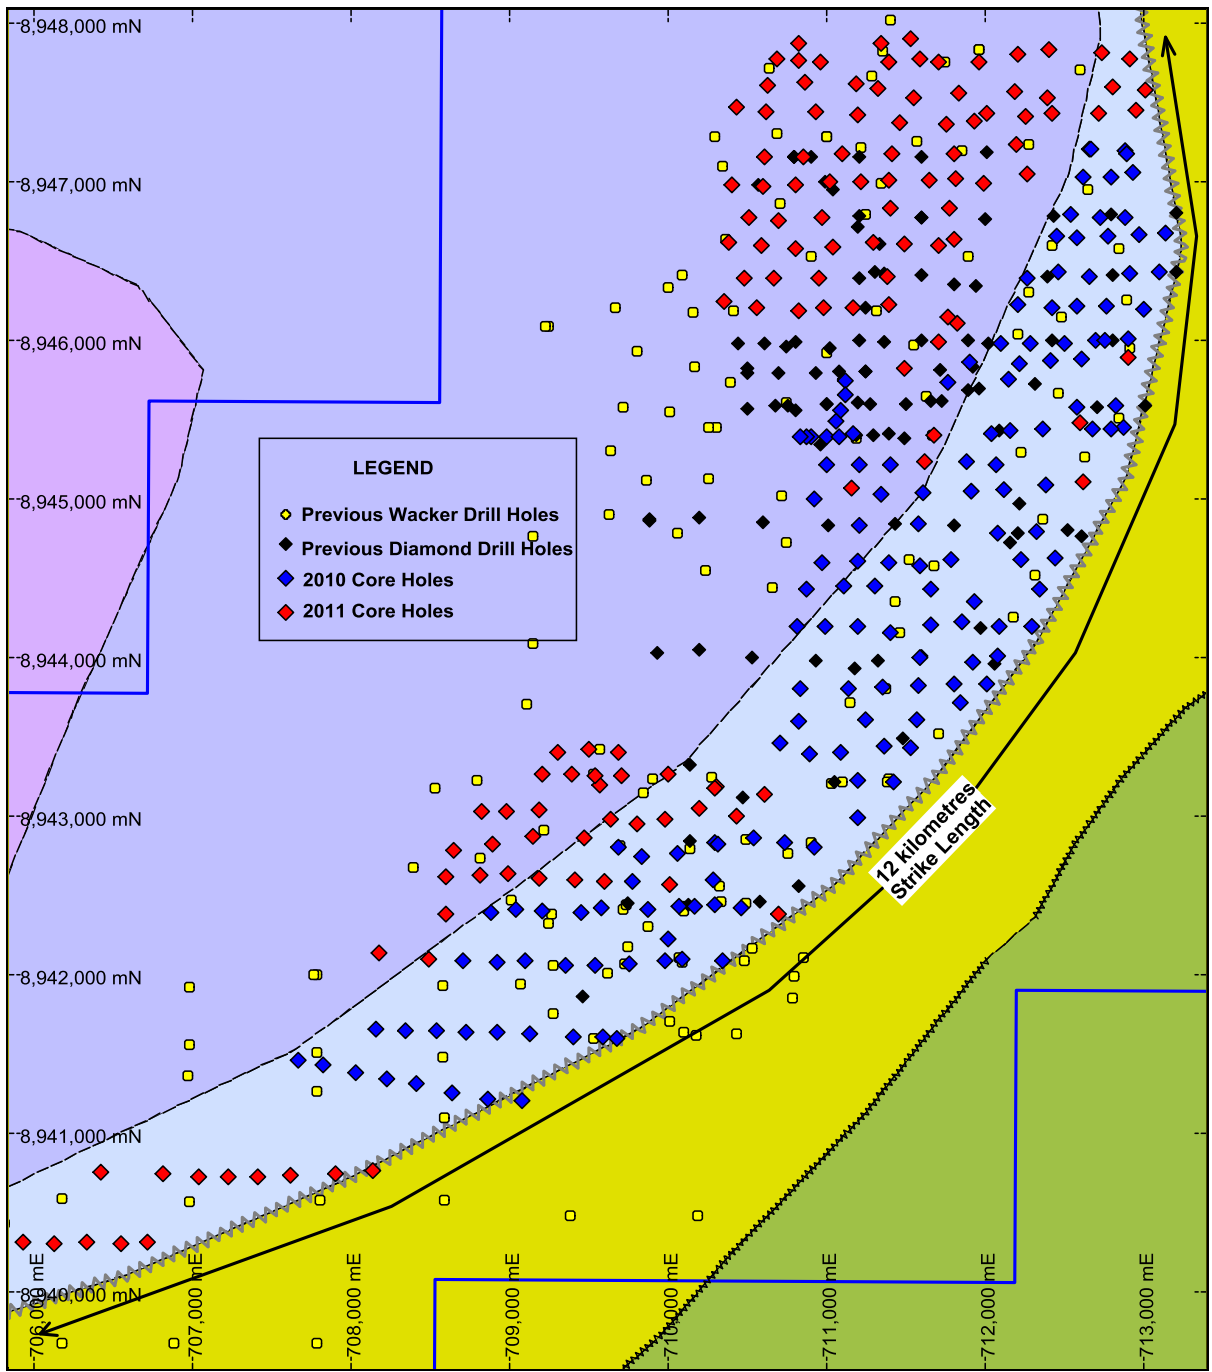 8,948,000 mN
8,947,000 mN
8,946,000 mN
LEGEND
Previous Wacker Drill Holes
Previous Diamond Drill Holes
2010 Core Holes
2011 Core Holes
8,945,000 mN
8,944,000 mN
8,943,000 mN
12 kilometres
Strike Length
8,942,000 mN
8,941,000 mN
8,940,000 mN
706,000 mE
707,000 mE
708,000 mE
709,000 mE
710,000 mE
711,000 mE
712,000 mE
713,000 mE